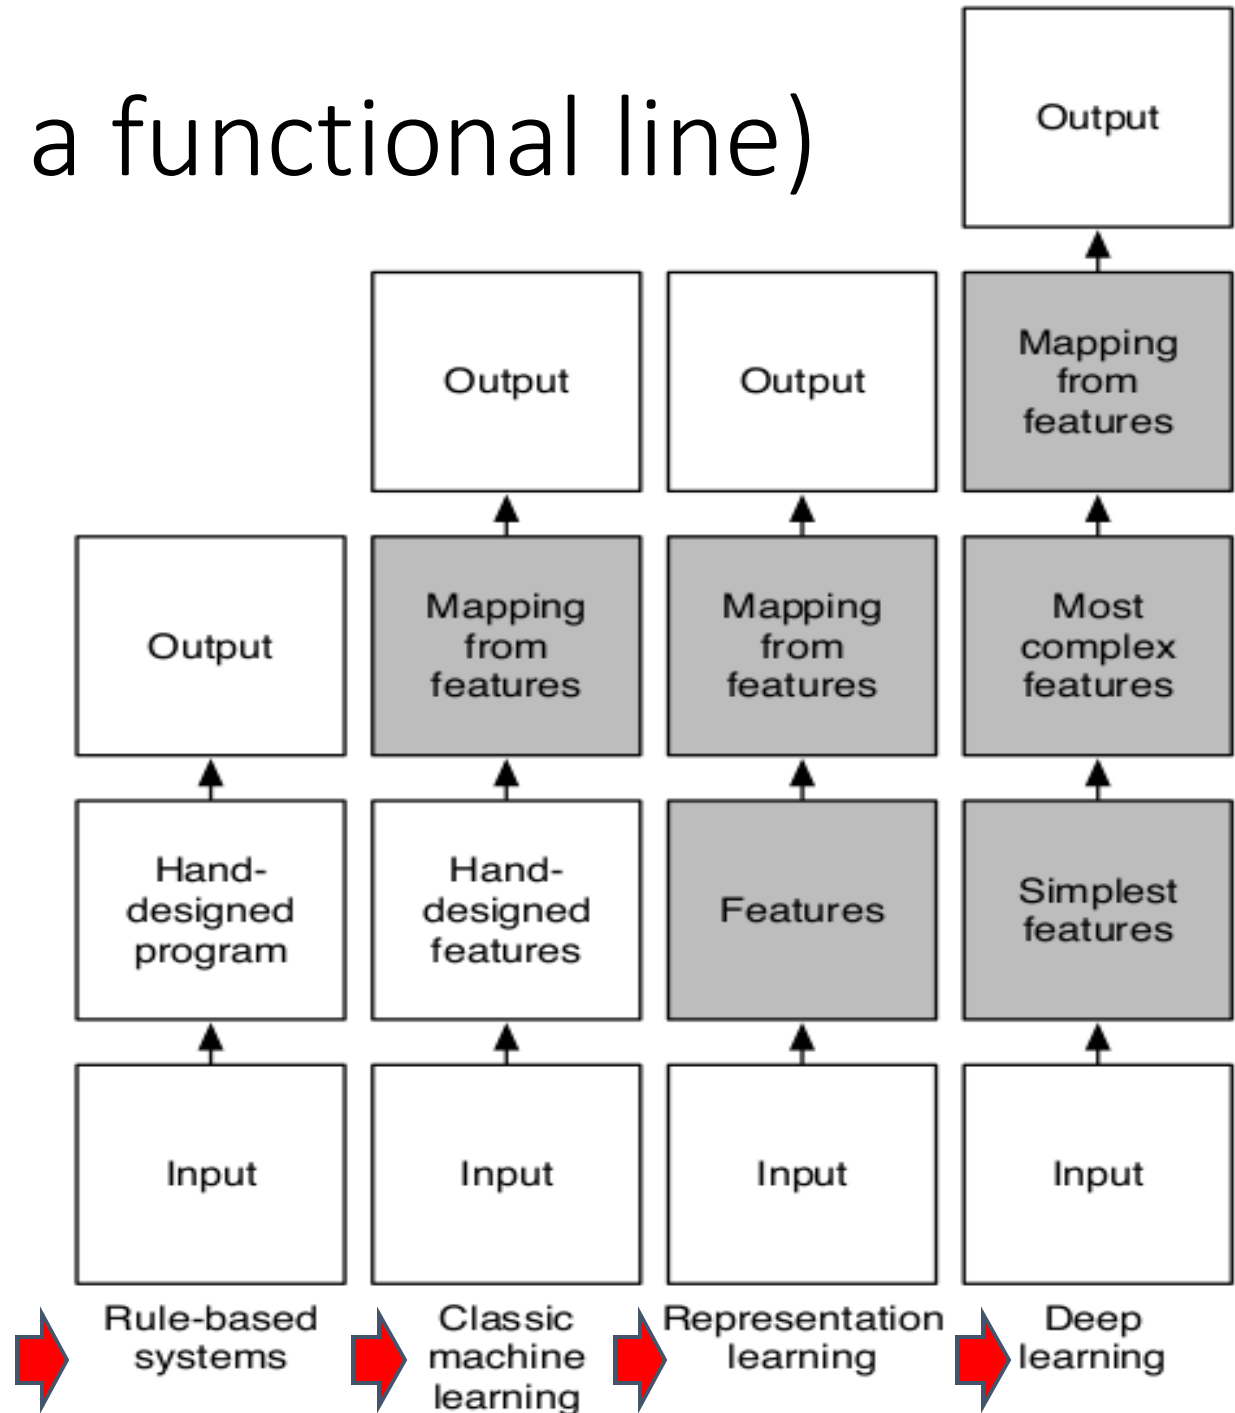 a functional line)
Output
Mapping
from
features
Most
complex
features
Simplest
features
Input
Deep
learning
Output
Mapping
from
features
Features
Input
Representation
learning
Output
Mapping
from
features
Hand-
designed
features
Input
Classic
machine
learning
Output
Hand-
designed
program
Input
Rule-based
systems